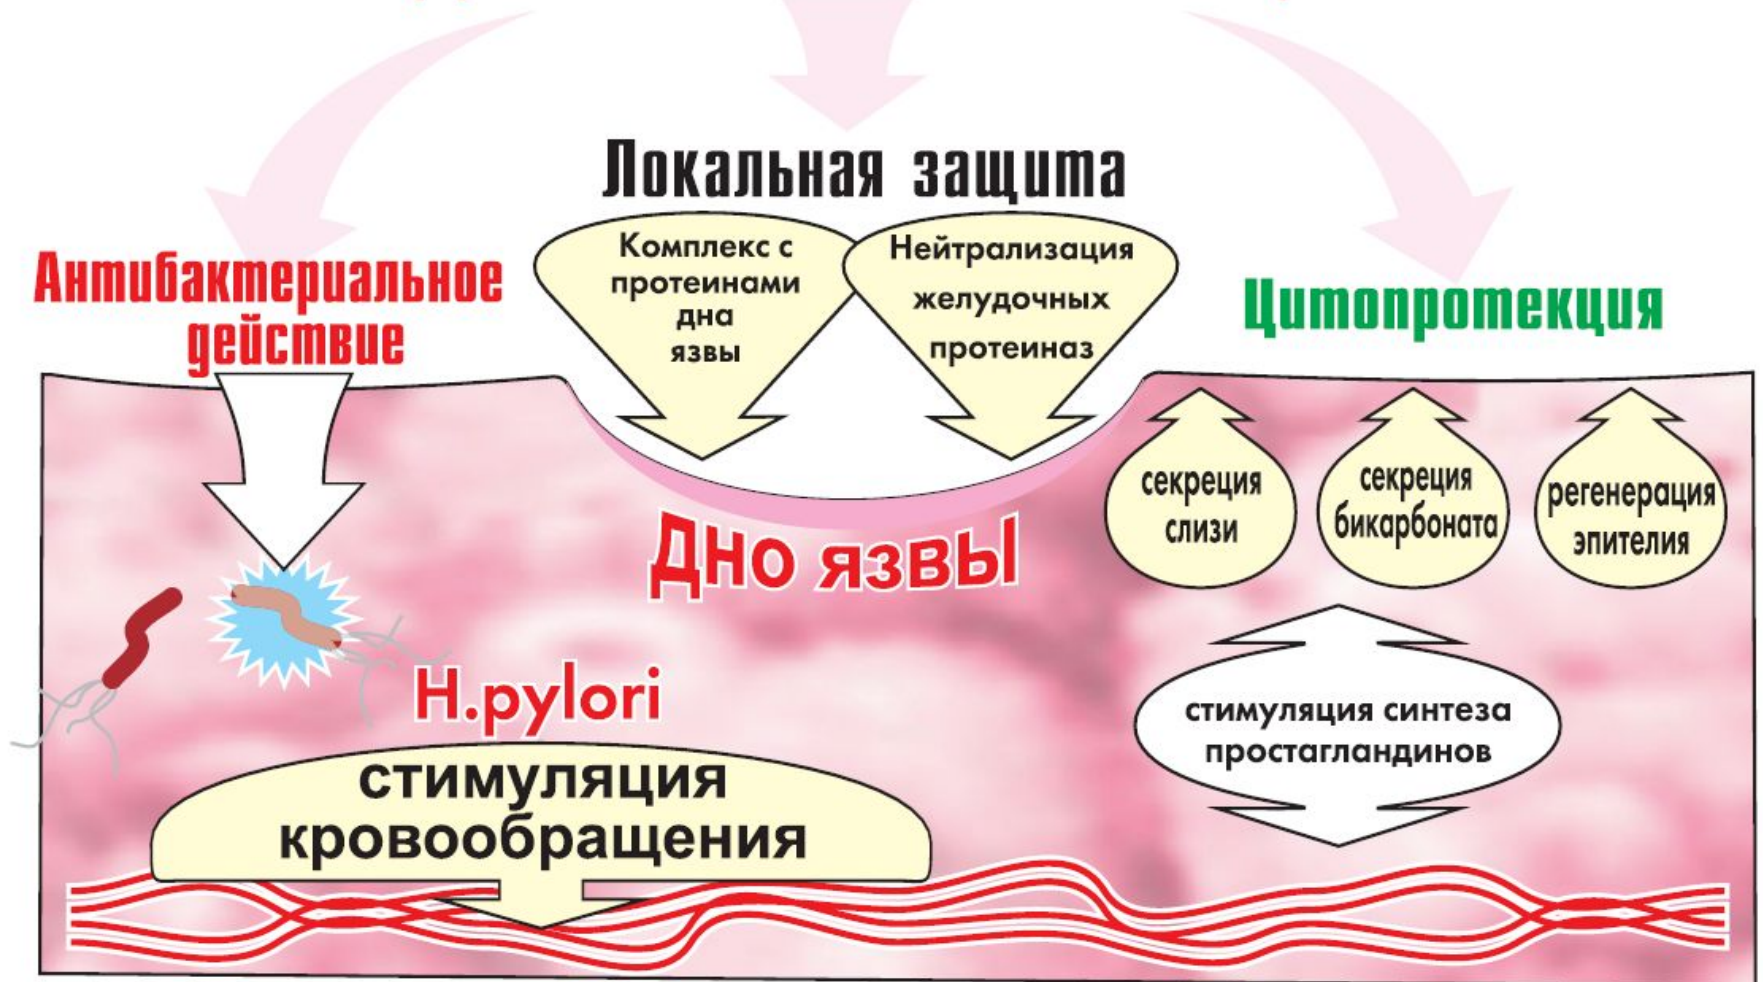 Локальная защита
Антибактериальное
действие
Комплекс с
протеинами
дна
язвы
Нейтрализация
желудочных
протеиназ
Цитопротекция
секреция
слизи
секреция
бикарбоната
регенерация
эпителия
Дно язвы
H.pylori
стимуляция синтеза
простагландинов
стимуляция
кровообращения